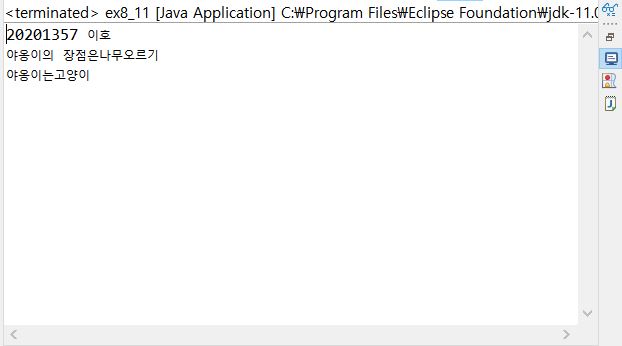 <terminated> ex8_11 [Java Application] C:₩Program Files₩Eclipse Foundation₩jdk-11.0
20201357 이호
야옹이의 장점은나무오르기
야옹이는고양이